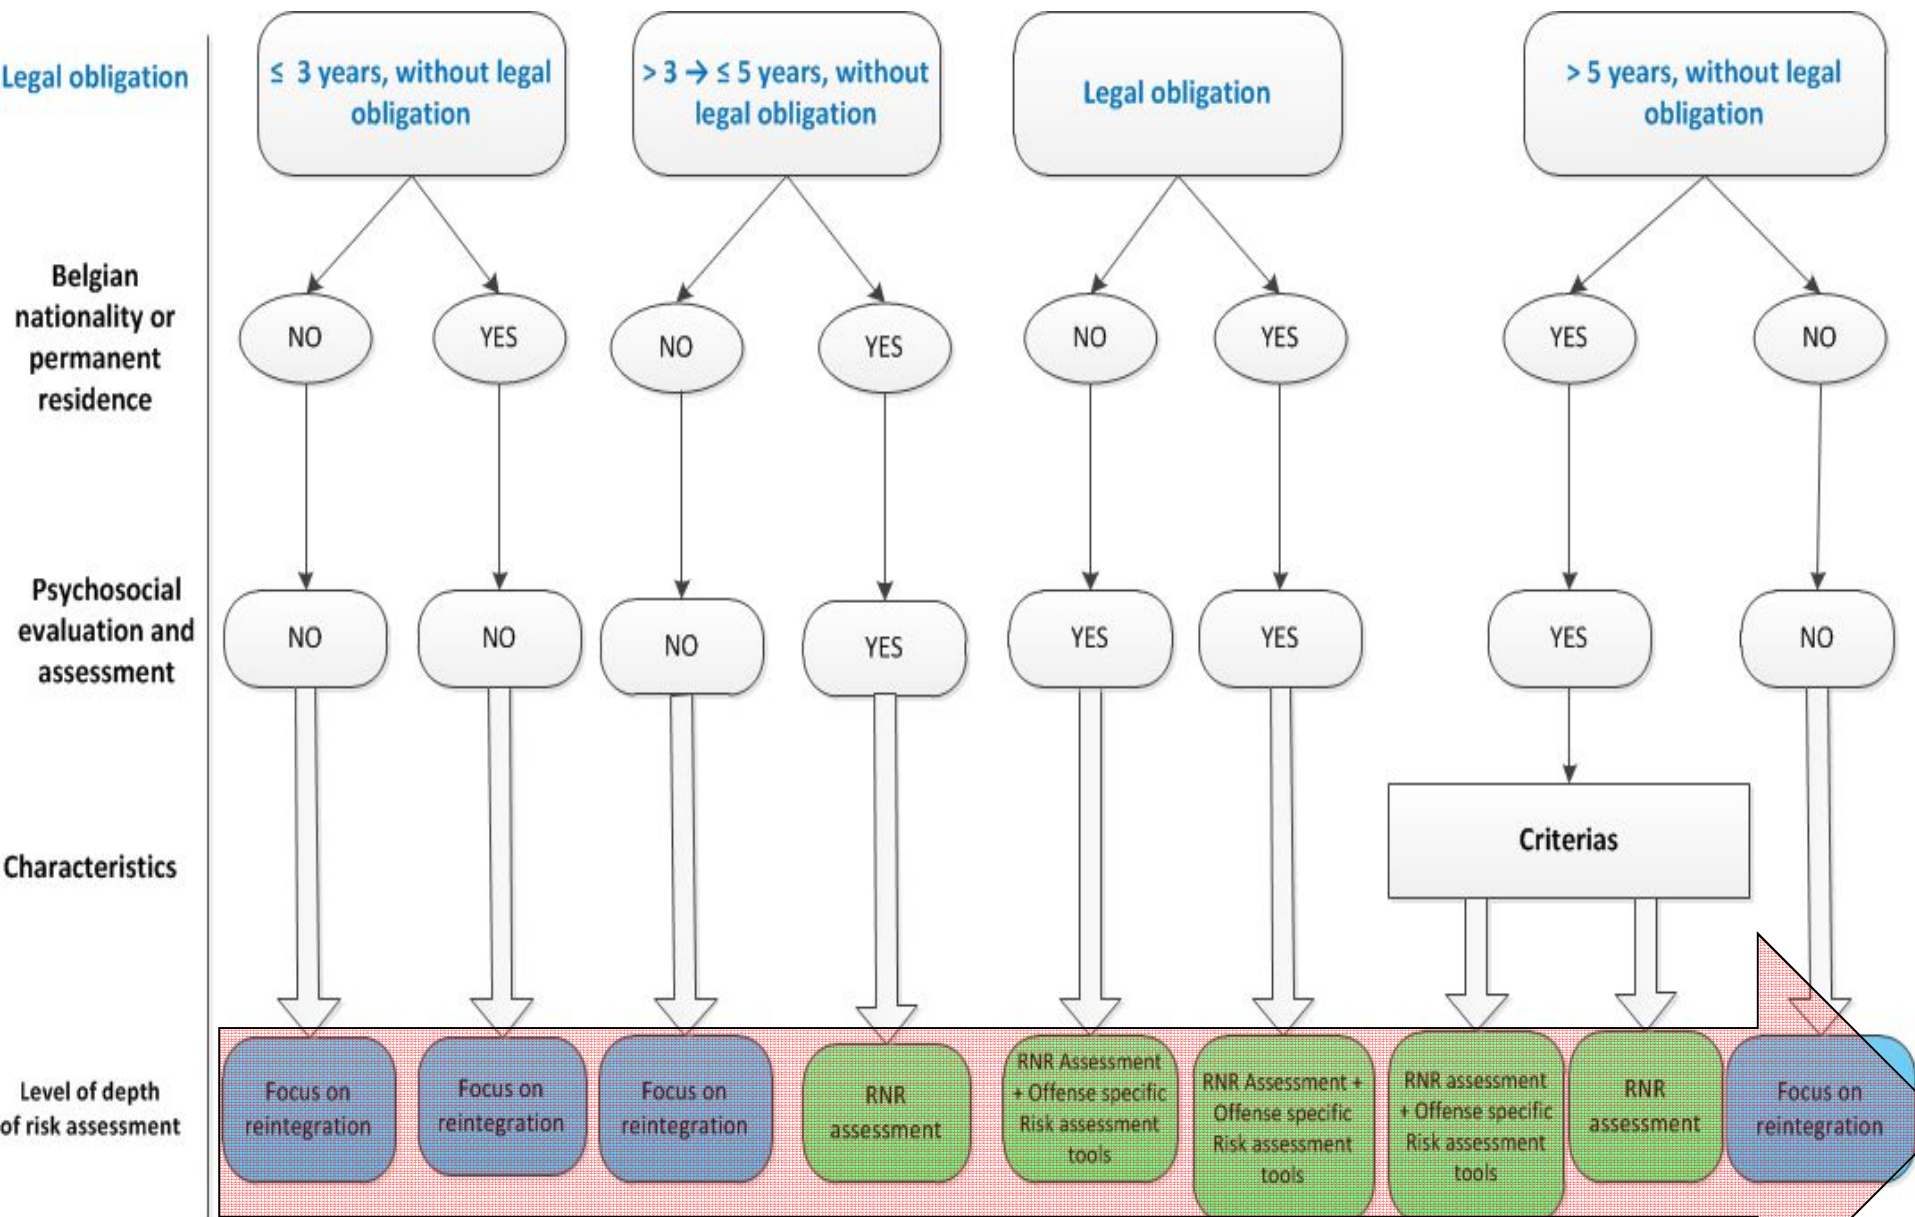 Legal obligation
≤ 3 years, without legal
obligation
> 3 → ≤ 5 years, without
legal obligation
Legal obligation
> 5 years, without legal
obligation
Belgian
nationality or
permanent
residence
NO
YES
NO
YES
NO
YES
YES
NO
Psychosocial
evaluation and
assessment
NO
NO
NO
YES
YES
YES
YES
NO
Characteristics
Criterias
Level of depth
of risk assessment
Focus on
reintegration
Focus on
reintegration
Focus on
reintegration
RNR
assessment
RNR Assessment
+ Offense specific
Risk assessment
tools
RNR Assessment +
Offense specific
Risk assessment
tools
RNR assessment
+ Offense specific
Risk assessment
tools
RNR
assessment
Focus on
reintegration